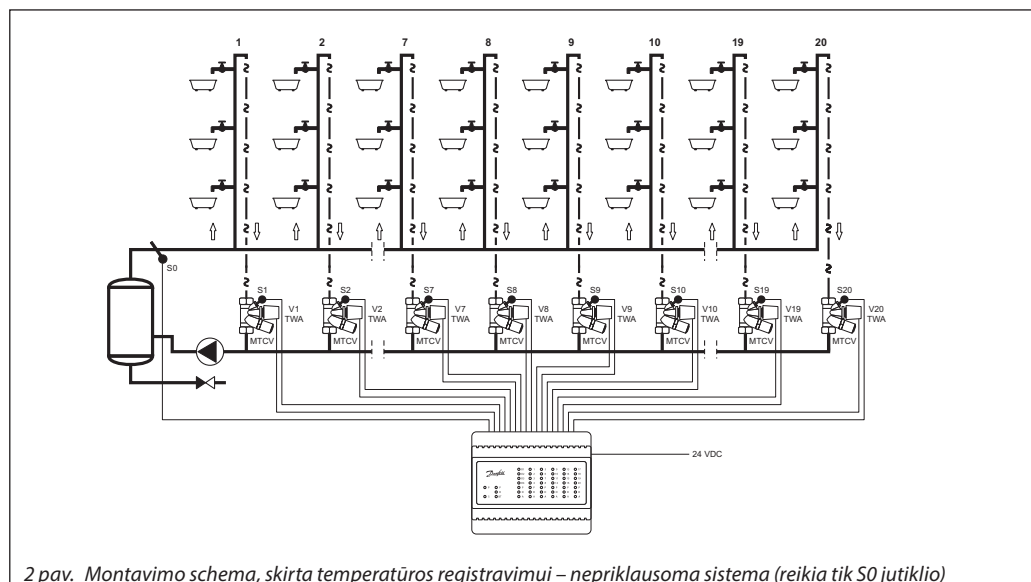 1 2 7 8 9 10 19 20
S0
S1 S2 S7 S8 S9 S10 S19 S20
V1 V2 V7 V8 V9 V10 V19 V20
TWA TWA TWA TWA TWA TWA TWA TWA
MTCV MTCV MTCV MTCV MTCV MTCV MTCV MTCV
24 VDC
Danfoss
2 pav. Montavimo schema, skirta temperatūros registravimui – nepriklausoma sistema (reikia tik S0 jutiklio)